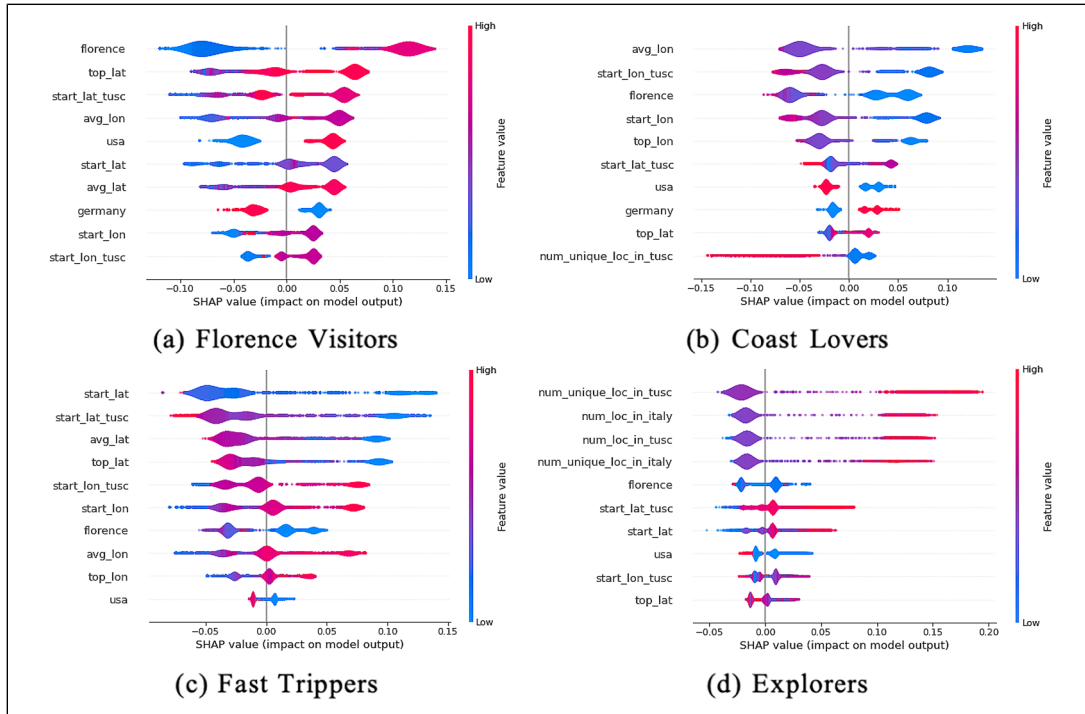 High
florence
top_lat
start_lat_tusc
avg_lon
usa
start_lat
avg_lat
germany
start_lon
start_lon_tusc
Feature value
Low
−0.10 −0.05 0.00 0.05 0.10 0.15
SHAP value (impact on model output)
(a) Florence Visitors
High
avg_lon
start_lon_tusc
florence
start_lon
top_lon
start_lat_tusc
usa
germany
top_lat
num_unique_loc_in_tusc
Feature value
Low
−0.15 −0.10 −0.05 0.00 0.05 0.10
SHAP value (impact on model output)
(b) Coast Lovers
High
start_lat
start_lat_tusc
avg_lat
top_lat
start_lon_tusc
start_lon
florence
avg_lon
top_lon
usa
Feature value
Low
−0.05 0.00 0.05 0.10 0.15
SHAP value (impact on model output)
(c) Fast Trippers
High
num_unique_loc_in_tusc
num_loc_in_italy
num_loc_in_tusc
num_unique_loc_in_italy
florence
start_lat_tusc
start_lat
usa
start_lon_tusc
top_lat
Feature value
Low
−0.05 0.00 0.05 0.10 0.15 0.20
SHAP value (impact on model output)
(d) Explorers